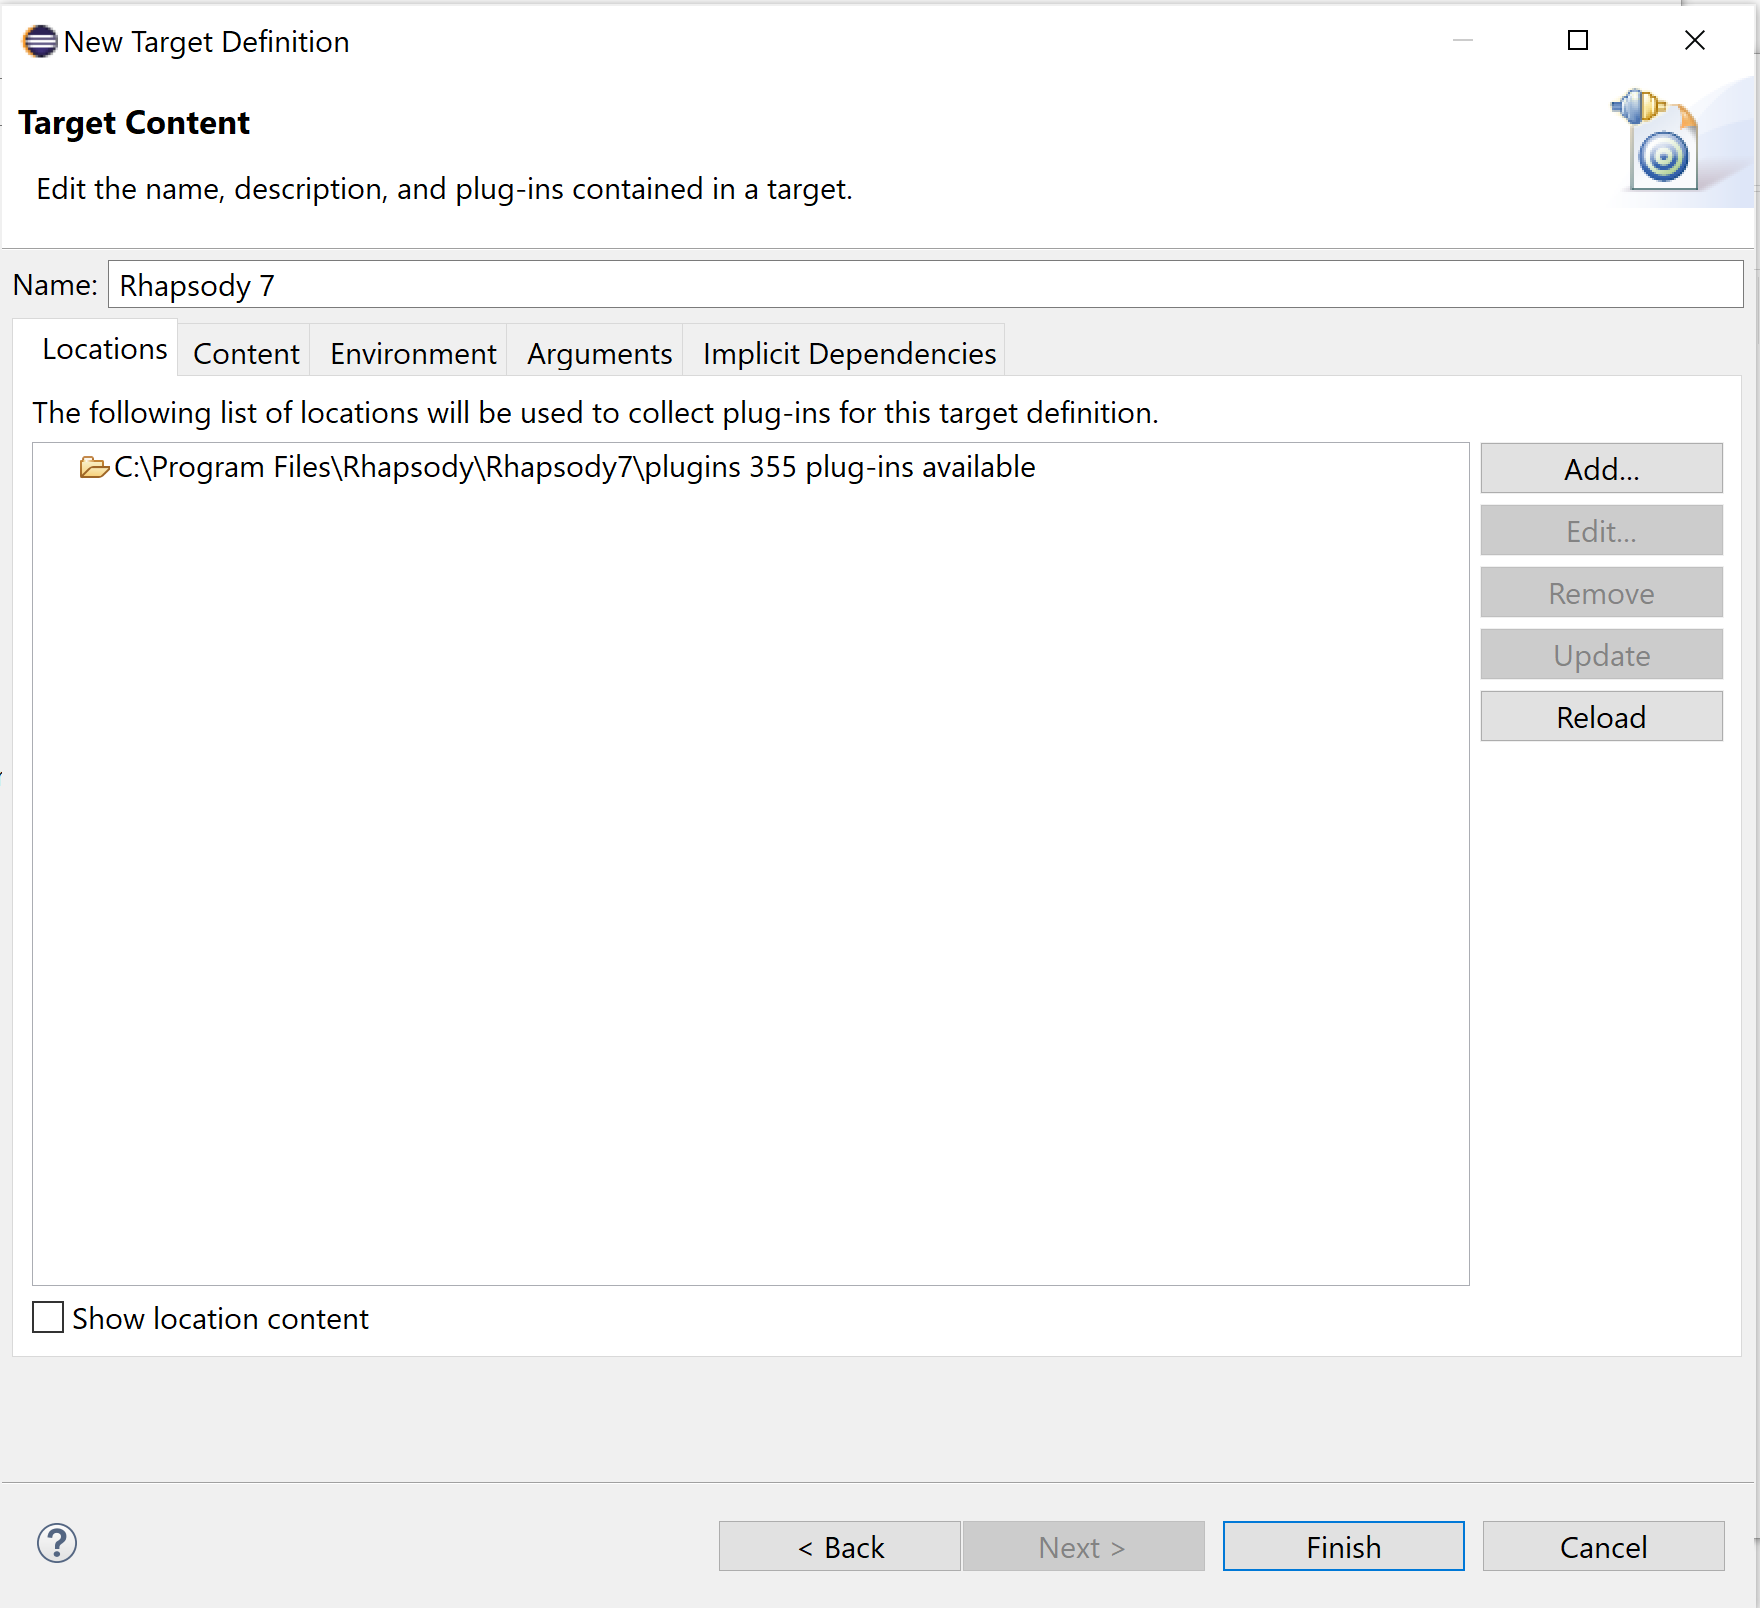 New Target Definition
Target Content
Edit the name, description, and plug-ins contained in a target.
Name: Rhapsody 7
Locations Content Environment Arguments Implicit Dependencies
The following list of locations will be used to collect plug-ins for this target definition.
C:\Program Files\Rhapsody\Rhapsody7\plugins 355 plug-ins available
Add...
Edit...
Remove
Update
Reload
Show location content
? < Back Next > Finish Cancel